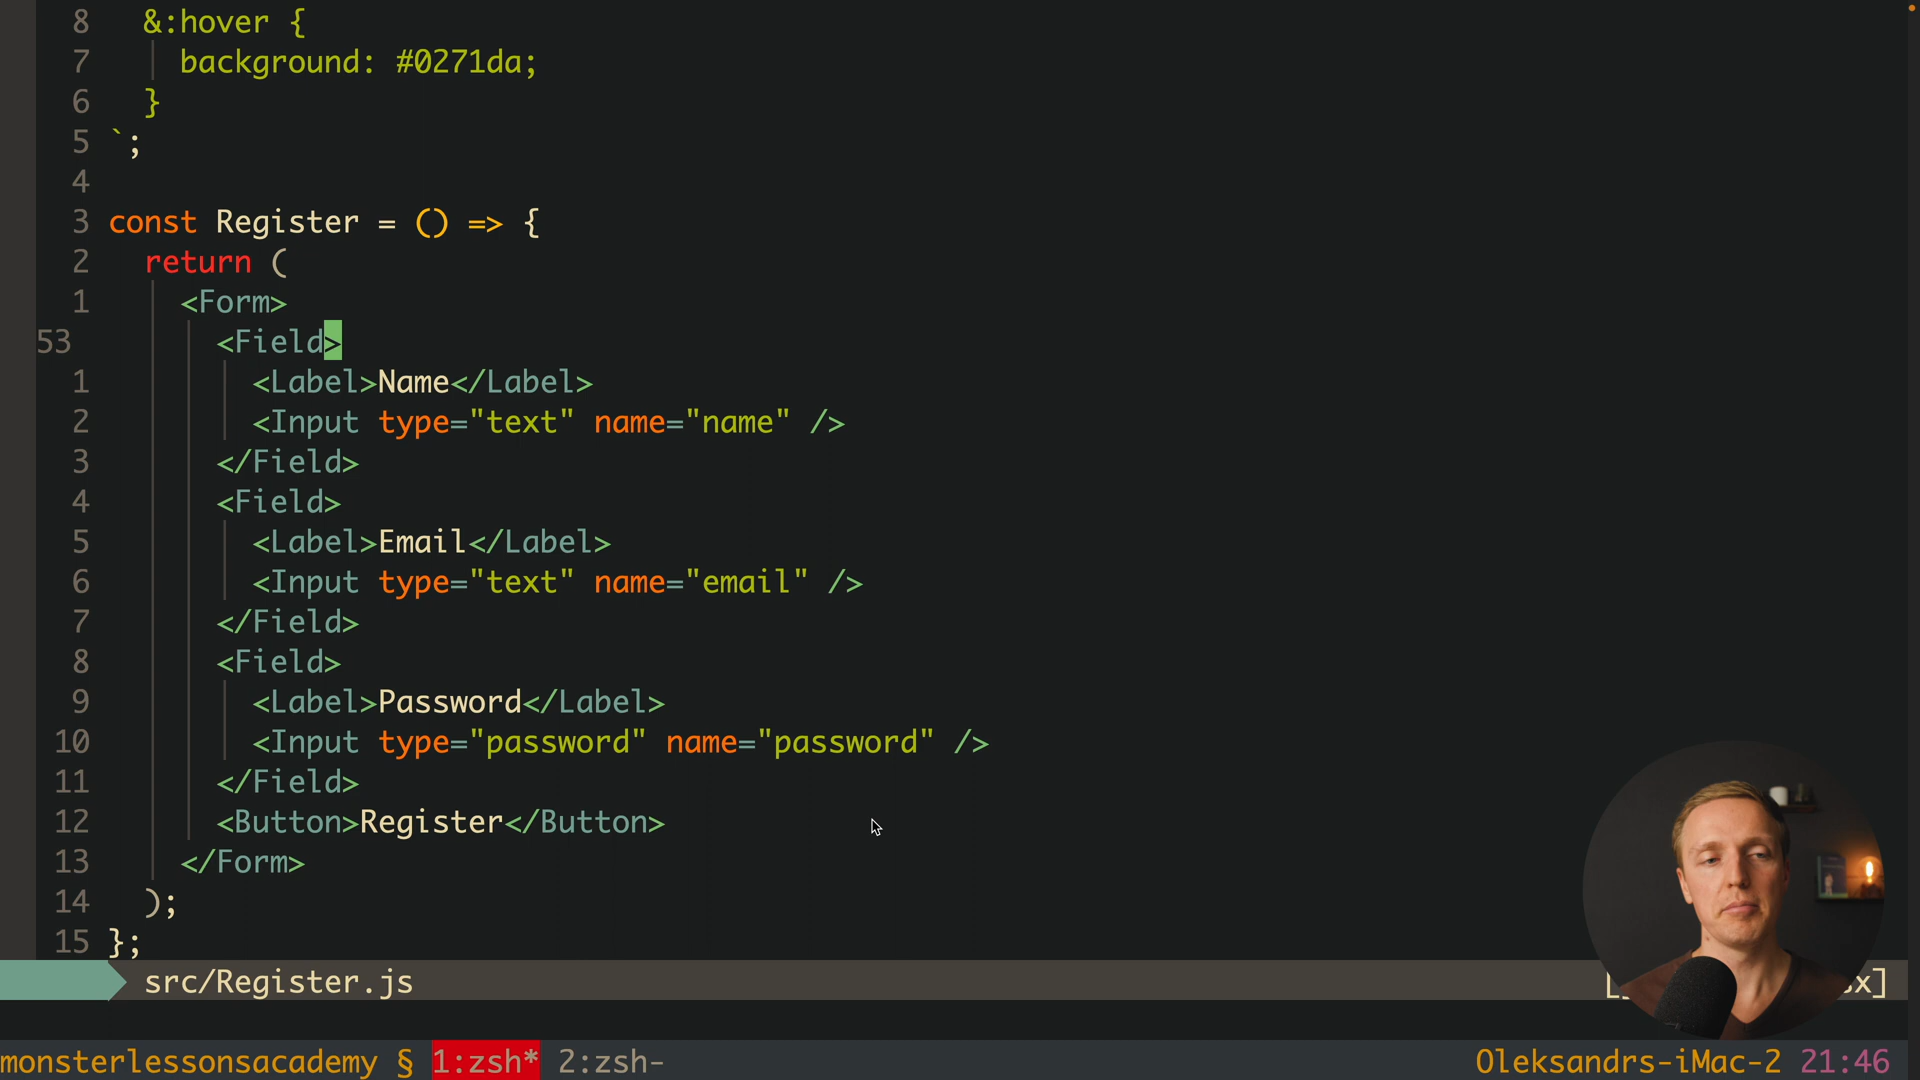 8 &:hover {
7 background: #0271da;
6 }
5 `;
4
3 const Register = () => {
2 return (
1 <Form>
53 <Field>
1 <Label>Name</Label>
2 <Input type="text" name="name" />
3 </Field>
4 <Field>
5 <Label>Email</Label>
6 <Input type="text" name="email" />
7 </Field>
8 <Field>
9 <Label>Password</Label>
10 <Input type="password" name="password" />
11 </Field>
12 <Button>Register</Button>
13 </Form>
14 );
15 };
src/Register.js
monsterlessonsacademy § 1:zsh* 2:zsh- Oleksandrs-iMac-2 21:46